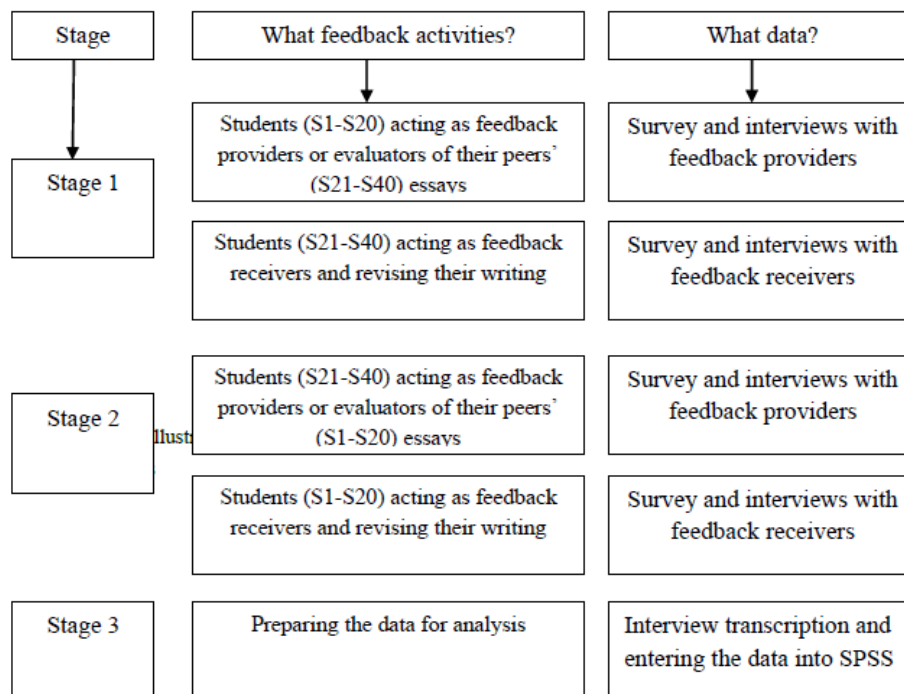 Stage
What feedback activities?
What data?
Stage 1
Students (S1-S20) acting as feedback
providers or evaluators of their peers’
(S21-S40) essays
Survey and interviews with
feedback providers
Students (S21-S40) acting as feedback
receivers and revising their writing
Survey and interviews with
feedback receivers
Stage 2
Students (S21-S40) acting as feedback
providers or evaluators of their peers’
(S1-S20) essays
Survey and interviews with
feedback providers
Students (S1-S20) acting as feedback
receivers and revising their writing
Survey and interviews with
feedback receivers
Stage 3
Preparing the data for analysis
Interview transcription and
entering the data into SPSS